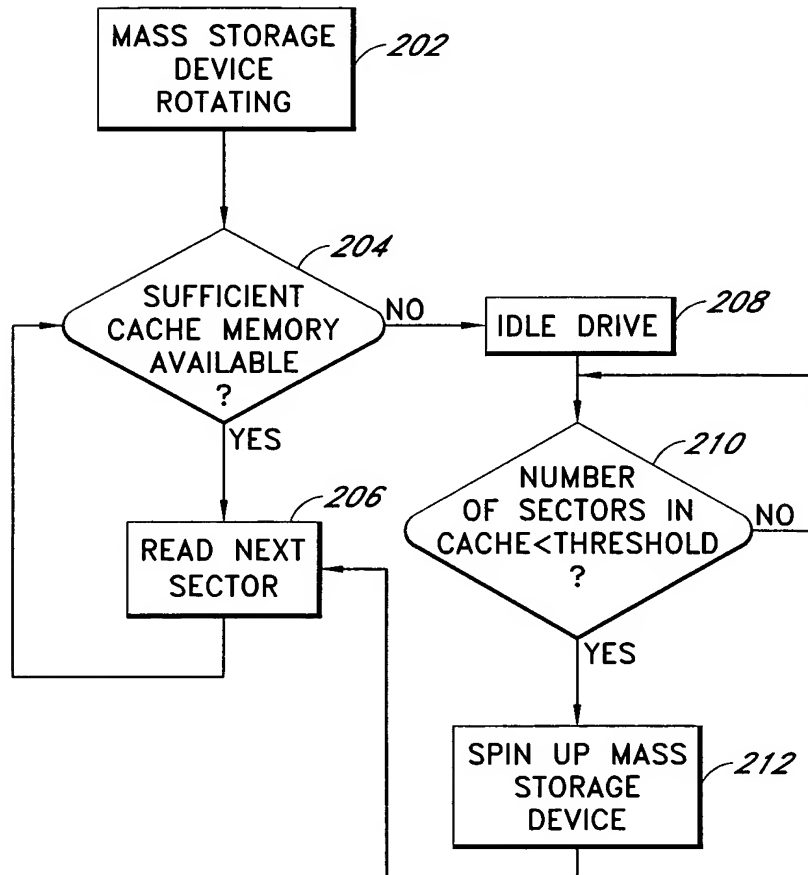 MASS STORAGE
DEVICE
ROTATING
202
204
SUFFICIENT
CACHE MEMORY
AVAILABLE
?
NO
YES
IDLE DRIVE
208
206
READ NEXT
SECTOR
210
NUMBER
OF SECTORS IN
CACHE<THRESHOLD
?
NO
YES
SPIN UP MASS
STORAGE
DEVICE
212